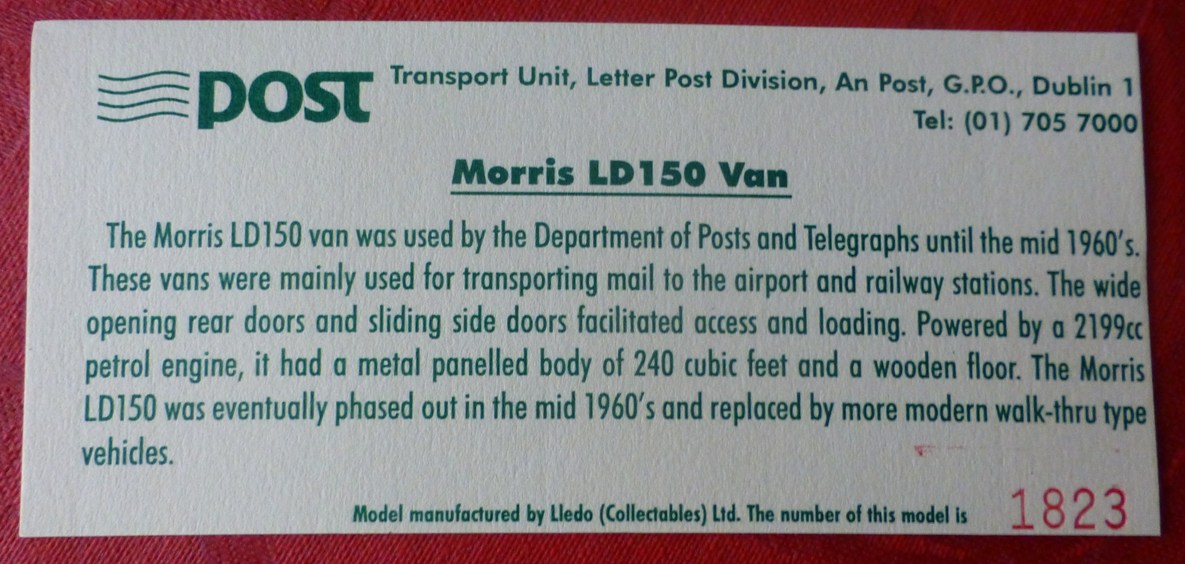 post Transport Unit, Letter Post Division, An Post, G.P.O., Dublin 1
Tel: (01) 705 7000
Morris LD150 Van
The Morris LD150 van was used by the Department of Posts and Telegraphs until the mid 1960's.
These vans were mainly used for transporting mail to the airport and railway stations. The wide
opening rear doors and sliding side doors facilitated access and loading. Powered by a 2199cc
petrol engine, it had a metal panelled body of 240 cubic feet and a wooden floor. The Morris
LD150 was eventually phased out in the mid 1960's and replaced by more modern walk-thru type
vehicles.
Model manufactured by Lledo (Collectables) Ltd. The number of this model is 1823